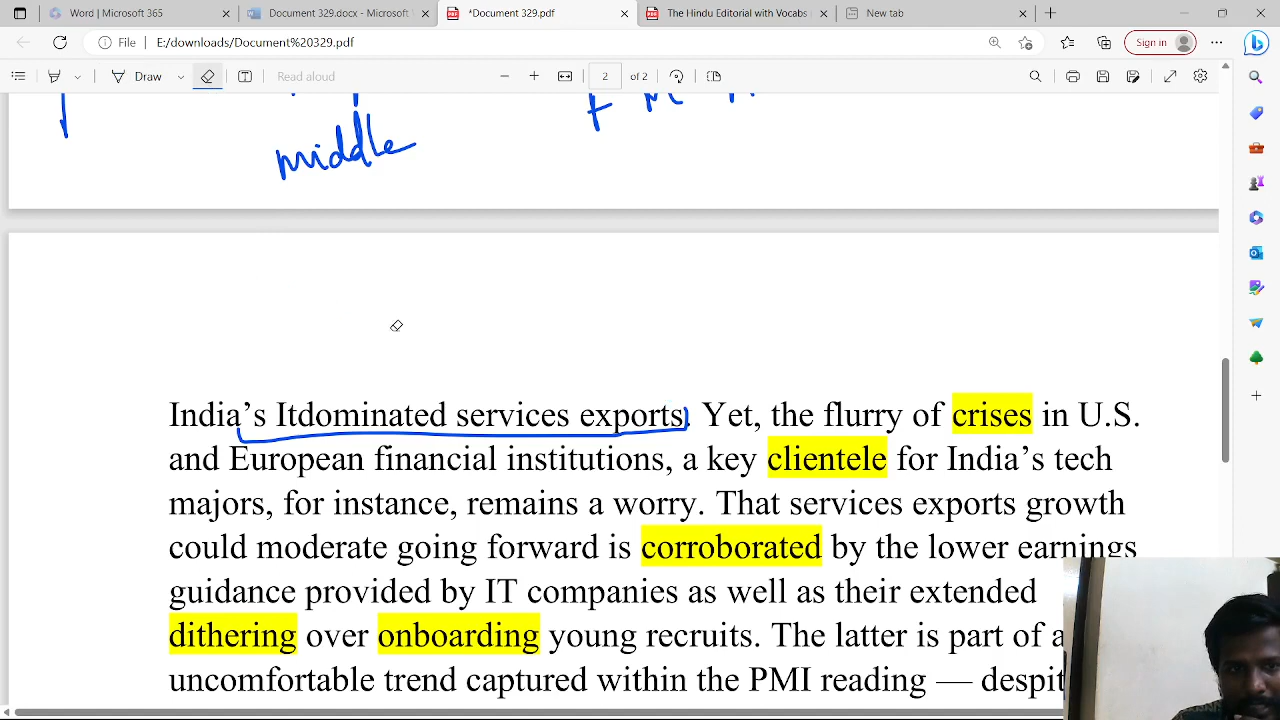 Word | Microsoft 365
Document 329.docx - Microsoft
*Document 329.pdf
The Hindu Editorial with Vocabs
New tab
File
E:/downloads/Document%20329.pdf
Sign in
Draw
Read aloud
2
of 2
middle
India’s Itdominated services exports. Yet, the flurry of crises in U.S.
and European financial institutions, a key clientele for India’s tech
majors, for instance, remains a worry. That services exports growth
could moderate going forward is corroborated by the lower earnings
guidance provided by IT companies as well as their extended
dithering over onboarding young recruits. The latter is part of a
uncomfortable trend captured within the PMI reading — despit